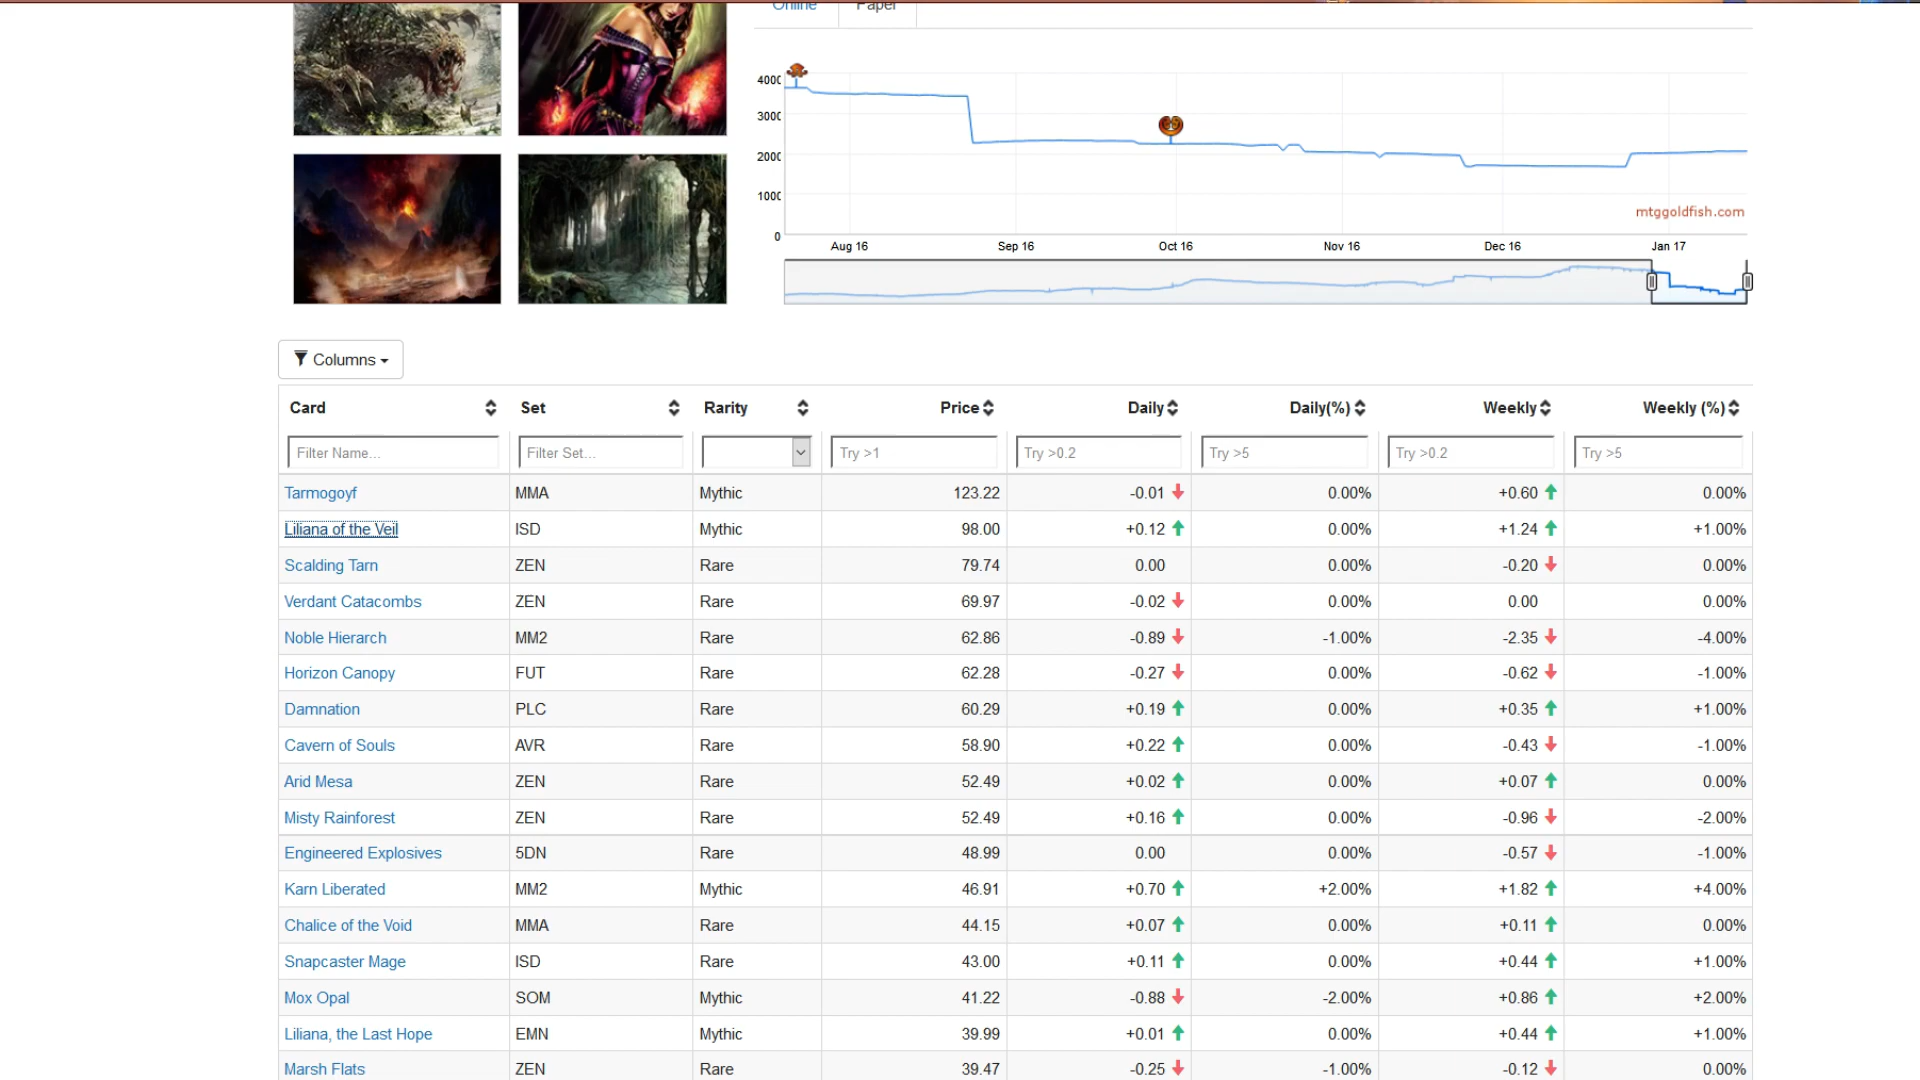 Online Paper
4000
3000
2000
1000
0
mtggoldfish.com
Aug 16 Sep 16 Oct 16 Nov 16 Dec 16 Jan 17
Columns
Card Set Rarity Price Daily Daily(%) Weekly Weekly (%)
Filter Name... Filter Set... Try >1 Try >0.2 Try >5 Try >0.2 Try >5
Tarmogoyf MMA Mythic 123.22 -0.01 0.00% +0.60 0.00%
Liliana of the Veil ISD Mythic 98.00 +0.12 0.00% +1.24 +1.00%
Scalding Tarn ZEN Rare 79.74 0.00 0.00% -0.20 0.00%
Verdant Catacombs ZEN Rare 69.97 -0.02 0.00% 0.00 0.00%
Noble Hierarch MM2 Rare 62.86 -0.89 -1.00% -2.35 -4.00%
Horizon Canopy FUT Rare 62.28 -0.27 0.00% -0.62 -1.00%
Damnation PLC Rare 60.29 +0.19 0.00% +0.35 +1.00%
Cavern of Souls AVR Rare 58.90 +0.22 0.00% -0.43 -1.00%
Arid Mesa ZEN Rare 52.49 +0.02 0.00% +0.07 0.00%
Misty Rainforest ZEN Rare 52.49 +0.16 0.00% -0.96 -2.00%
Engineered Explosives 5DN Rare 48.99 0.00 0.00% -0.57 -1.00%
Karn Liberated MM2 Mythic 46.91 +0.70 +2.00% +1.82 +4.00%
Chalice of the Void MMA Rare 44.15 +0.07 0.00% +0.11 0.00%
Snapcaster Mage ISD Rare 43.00 +0.11 0.00% +0.44 +1.00%
Mox Opal SOM Mythic 41.22 -0.88 -2.00% +0.86 +2.00%
Liliana, the Last Hope EMN Mythic 39.99 +0.01 0.00% +0.44 +1.00%
Marsh Flats ZEN Rare 39.47 -0.25 -1.00% -0.12 0.00%